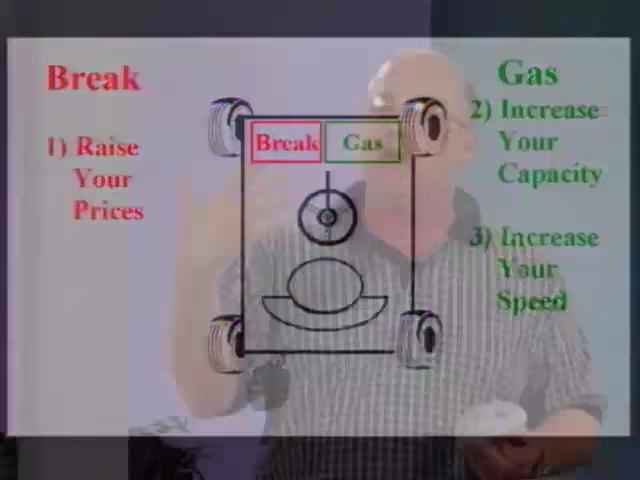 Break
1) Raise
Your
Prices
Break Gas
Gas
2) Increase
Your
Capacity
3) Increase
Your
Speed